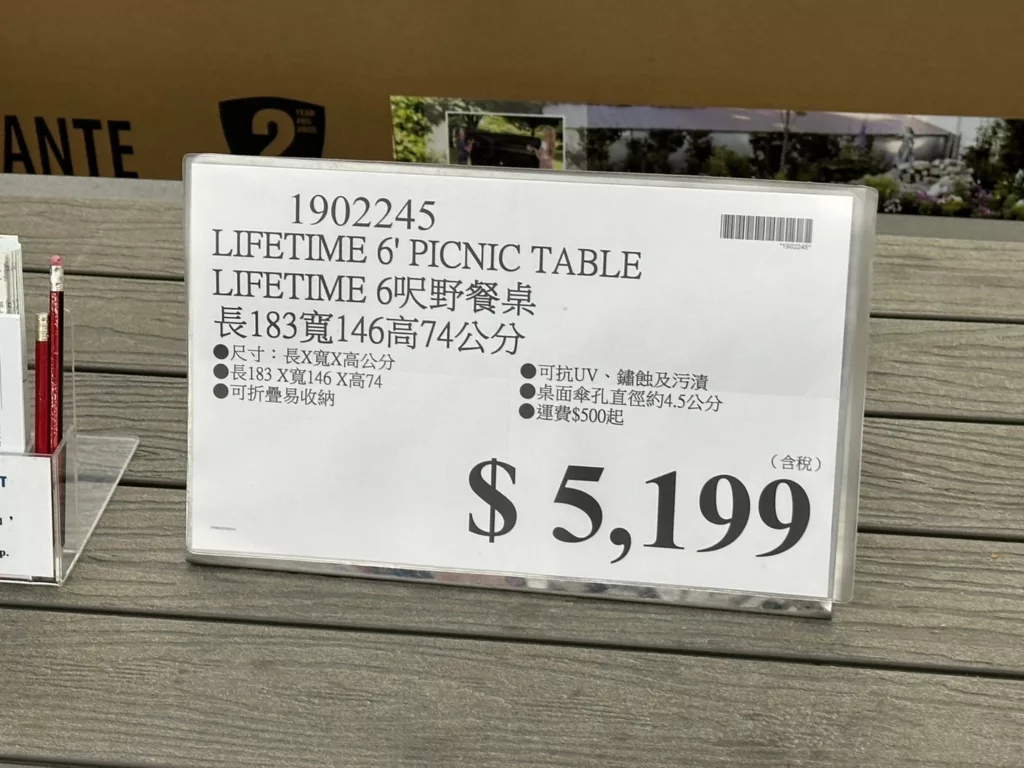 ANTE
2
YEAR
1902245
*1902245*
LIFETIME 6' PICNIC TABLE
LIFETIME 6呎野餐桌
長183寬146高74公分
●尺寸：長X寬X高公分
●長183 X寬146 X高74
●可折疊易收納
●可抗UV、鏽蝕及污漬
●桌面傘孔直徑約4.5公分
●運費$500起
（含稅）
$ 5,199
T
p.